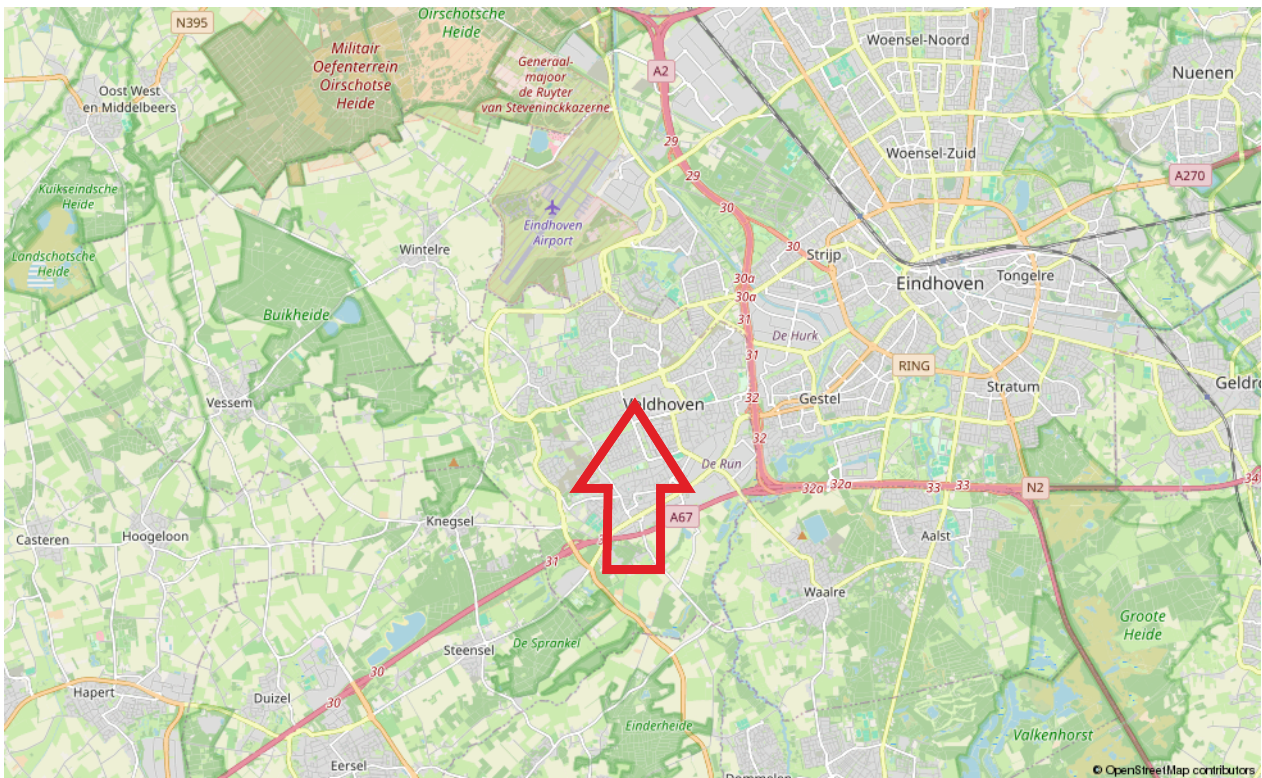 Oirschotse
Heide
N395
Militair
Oefenterrein
Oirschotse
Heide
Generaal-
majoor
de Ruyter
van Steveninckkazerne
A2
Woensel-Noord
Nuenen
Oost West
en Middelbeers
29
Woensel-Zuid
29
A270
Kuikseindsche
Heide
30
Eindhoven
Airport
Landschotsche
Heide
Wintelre
30
Strijp
30a
Eindhoven
Tongelre
30a
Buikheide
31
De Hurk
31
RING
Stratum
Geldro
Vessem
Veldhoven
32
Gestel
32
De Run
32a
32a
33
33
N2
34
A67
Knegsel
Casteren
Hoogeloon
Aalst
31
Waalre
Groote
Heide
De Sprankel
Steensel
30
Hapert
Duizel
30
Einderheide
Valkenhorst
Eersel
Dommelen
© OpenStreetMap contributors